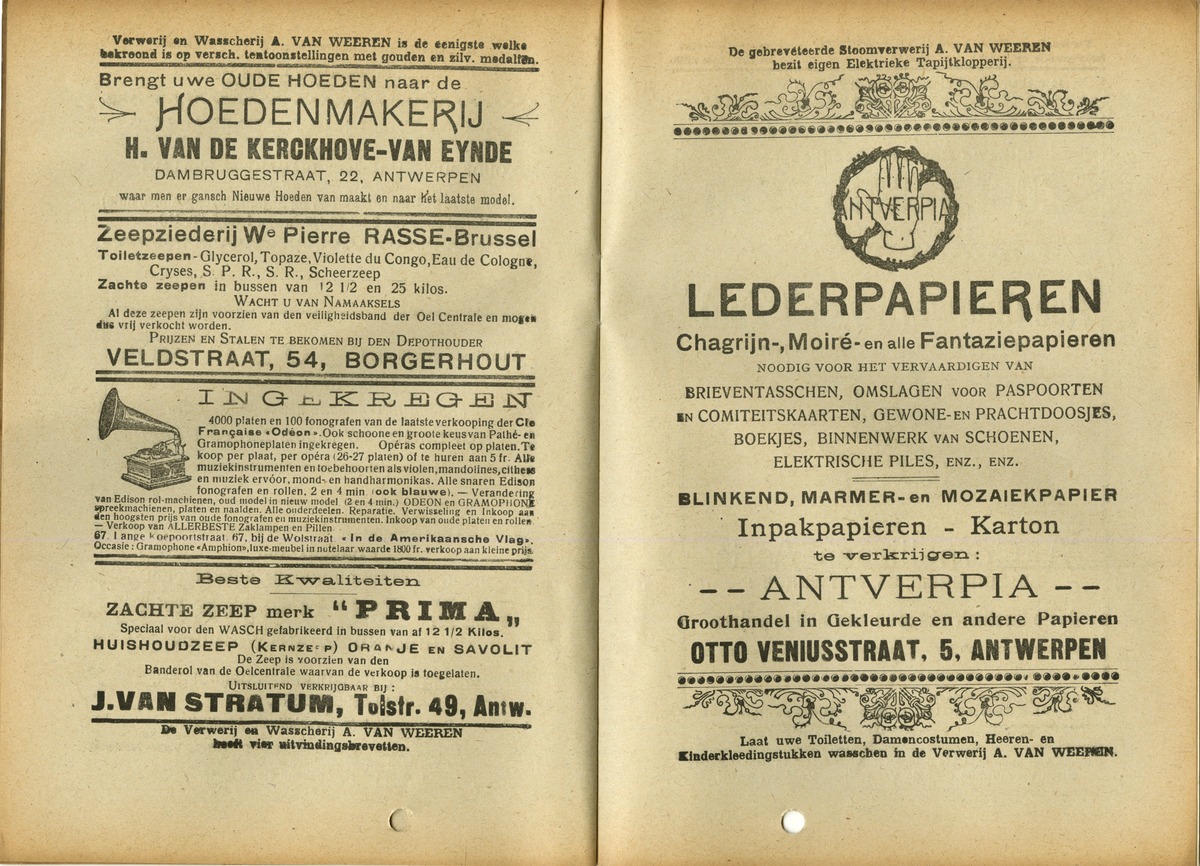 Verwerij en Wasscherij A. VAN WEEREN is de eenigste welke
bekroond is op versch. tentoonstellingen met gouden en zilv. medaliën.
Brengt uwe OUDE HOEDEN naar de
HOEDENMAKERIJ
H. VAN DE KERCKHOVE-VAN EYNDE
DAMBRUGGESTRAAT, 22, ANTWERPEN
waar men er gansch Nieuwe Hoeden van maakt en naar het laatste model.
Zeepziederij We Pierre RASSE-Brussel
Toiletzeepen - Glycerol, Topaze, Violette du Congo, Eau de Cologne,
Cryses, S. P. R., S. R., Scheerzeep
Zachte zeepen in bussen van 12 1/2 en 25 kilos.
WACHT U VAN NAMAAKSELS
Al deze zeepen zijn voorzien van den veiligheidsband der Oel Centrale en mogen
dus vrij verkocht worden.
PRIJZEN EN STALEN TE BEKOMEN BIJ DEN DEPOTHOUDER
VELDSTRAAT, 54, BORGERHOUT
INGEKREGEN
4000 platen en 100 fonografen van de laatste verkooping der Cie
Française «Odéon». Ook schoone en groote keus van Pathé- en
Gramophoneplaten ingekregen. Opéras compleet op platen. Te
koop per plaat, per opéra (26-27 platen) of te huren aan 5 fr. Alle
muziekinstrumenten en toebehoorten als violen, mandolines, cithers
en muziek ervóor, mond- en handharmonikas. Alle snaren Edison
fonografen en rollen. 2 en 4 min. (ook blauwe). — Verandering
van Edison rol-machienen, oud model in nieuw model (2 en 4 min.) ODEON en GRAMOPHONE
spreekmachienen, platen en naalden. Alle onderdeelen. Reparatie. Verwisseling en Inkoop aan
den hoogsten prijs van oude fonografen en muziekinstrumenten. Inkoop van oude platen en rollen
— Verkoop van ALLERBESTE Zaklampen en Pillen.
67. Lange Koepoortstraat, 67, bij de Wolstraat. «In de Amerikaansche Vlag».
Occasie: Gramophone «Amphion», luxe-meubel in notelaar waarde 1800 fr. verkoop aan kleine prijs.
Beste Kwaliteiten
ZACHTE ZEEP merk “PRIMA„
Speciaal voor den WASCH gefabrikeerd in bussen van af 12 1/2 Kilos.
HUISHOUDZEEP (KERNZEEP) ORANJE EN SAVOLIT
De Zeep is voorzien van den
Banderol van de Oelcentrale waarvan de verkoop is toegelaten.
UITSLUITEND VERKRIJGBAAR BIJ:
J. VAN STRATUM, Tolstr. 49, Antw.
De Verwerij en Wasscherij A. VAN WEEREN
heeft vier uitvindingsbrevetten.
De gebrevéteerde Stoomverwerij A. VAN WEEREN
bezit eigen Elektrieke Tapijtklopperij.
ANTVERPIA
LEDERPAPIEREN
Chagrijn-, Moiré- en alle Fantaziepapieren
NOODIG VOOR HET VERVAARDIGEN VAN
BRIEVENTASSCHEN, OMSLAGEN VOOR PASPOORTEN
EN COMITEITSKAARTEN, GEWONE- EN PRACHTDOOSJES,
BOEKJES, BINNENWERK VAN SCHOENEN,
ELEKTRISCHE PILES, ENZ., ENZ.
BLINKEND, MARMER- en MOZAIEKPAPIER
Inpakpapieren - Karton
te verkrijgen:
-- ANTVERPIA --
Groothandel in Gekleurde en andere Papieren
OTTO VENIUSSTRAAT, 5, ANTWERPEN
Laat uwe Toiletten, Damencostumen, Heeren- en
Kinderkleedingstukken wasschen in de Verwerij A. VAN WEEREN.